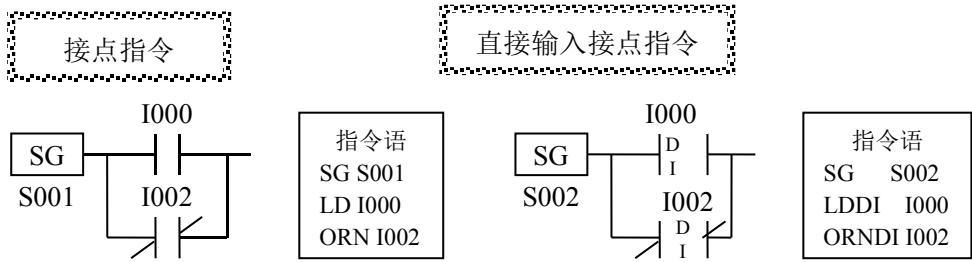 接点指令
直接输入接点指令
I000
SG
S001
I002
指令语
SG S001
LD I000
ORN I002
I000
D
I
SG
S002
I002
D
I
指令语
SG S002
LDDI I000
ORNDI I002